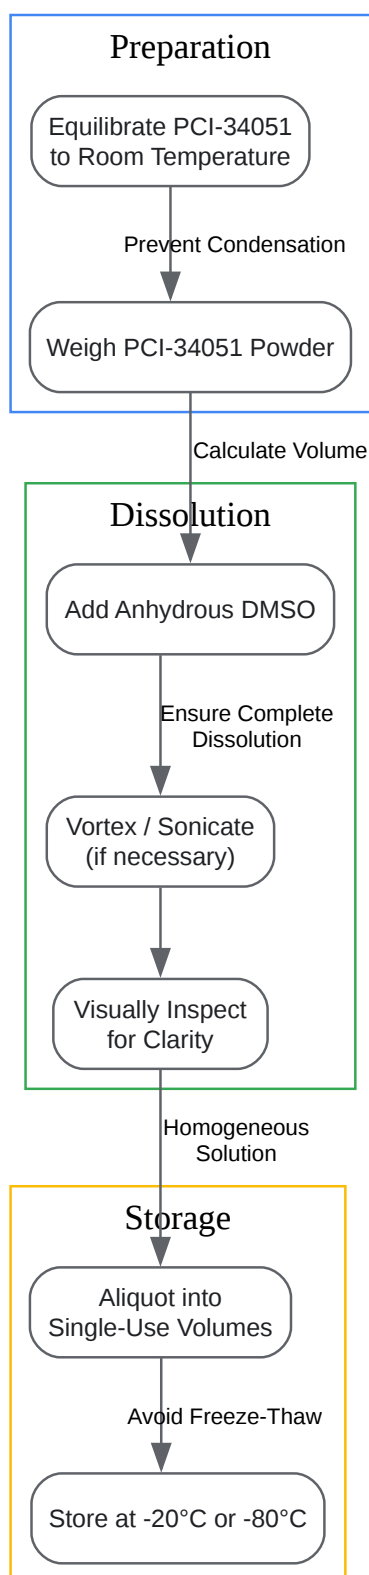 Preparation
Equilibrate PCI-34051
to Room Temperature
Prevent Condensation
Weigh PCI-34051 Powder
Calculate Volume
Dissolution
Add Anhydrous DMSO
Ensure Complete
Dissolution
Vortex / Sonicate
(if necessary)
Visually Inspect
for Clarity
Homogeneous
Solution
Storage
Aliquot into
Single-Use Volumes
Avoid Freeze-Thaw
Store at -20°C or -80°C